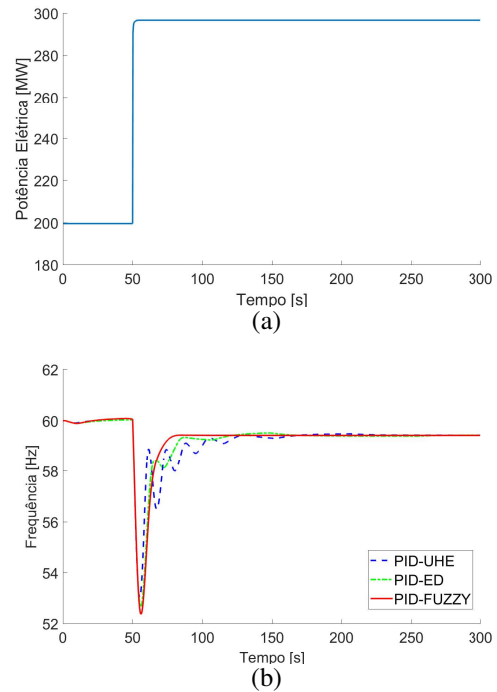 300
280
260
240
220
200
180
Potência Elétrica [MW]
0 50 100 150 200 250 300
Tempo [s]
(a)
62
60
58
56
54
52
Frequência [Hz]
PID-UHE
PID-ED
PID-FUZZY
0 50 100 150 200 250 300
Tempo [s]
(b)